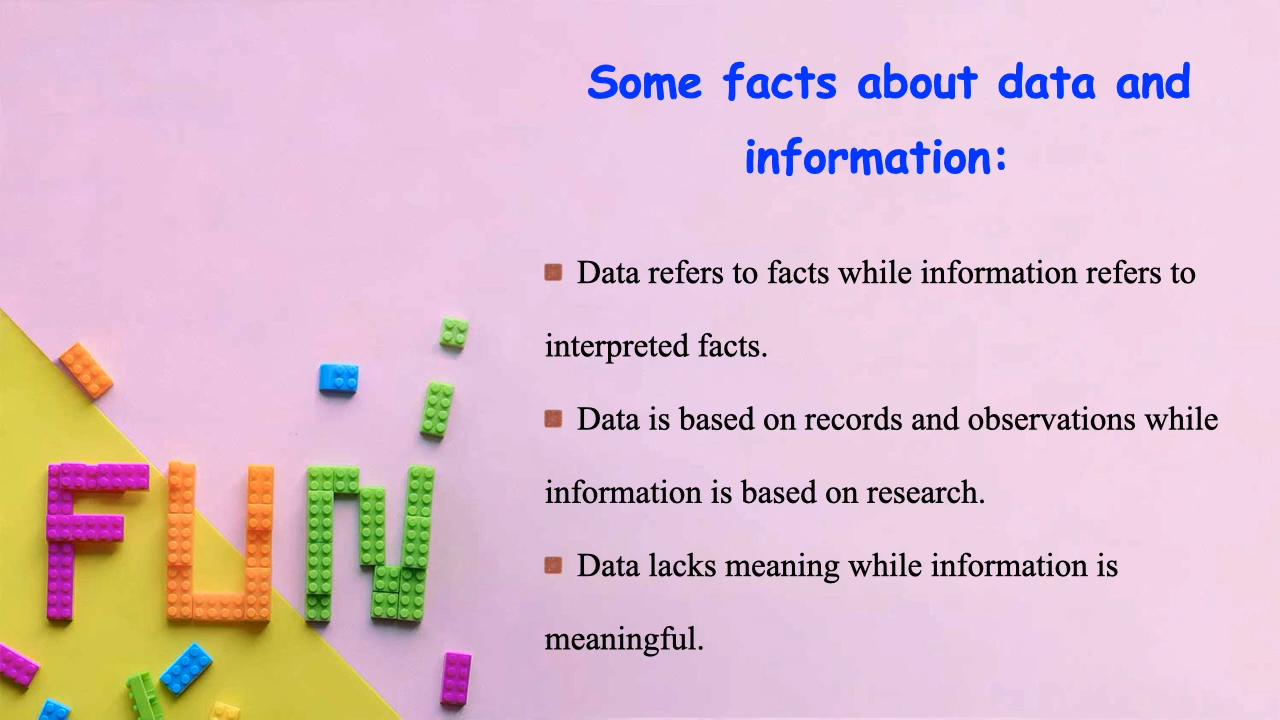 Some facts about data and
information:
Data refers to facts while information refers to
interpreted facts.
Data is based on records and observations while
information is based on research.
Data lacks meaning while information is
meaningful.
FUN